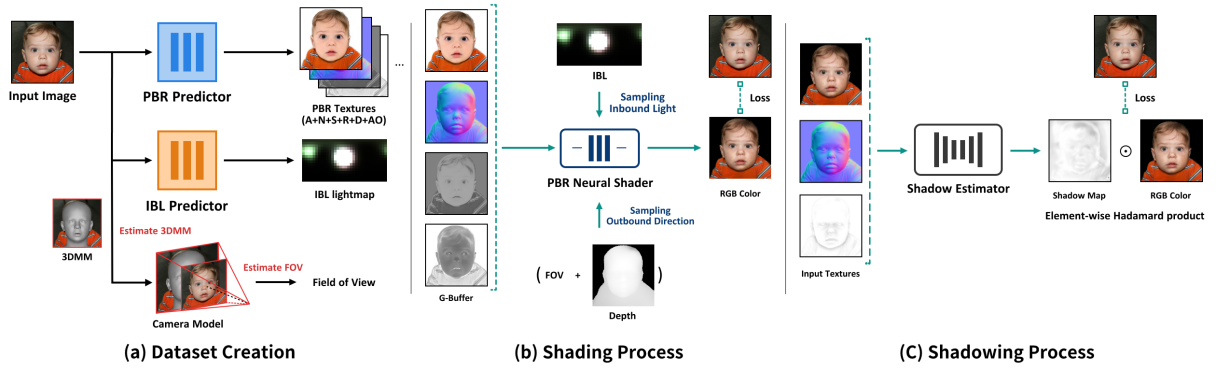 Input Image
PBR Predictor
PBR Textures
(A+N+S+R+D+AO)
...
IBL Predictor
IBL lightmap
3DMM
Estimate 3DMM
Estimate FOV
Camera Model
Field of View
(a) Dataset Creation
G-Buffer
IBL
Sampling
Inbound Light
PBR Neural Shader
Sampling
Outbound Direction
( FOV + )
Depth
Loss
RGB Color
(b) Shading Process
Input Textures
Shadow Estimator
Loss
Shadow Map
RGB Color
Element-wise Hadamard product
(C) Shadowing Process